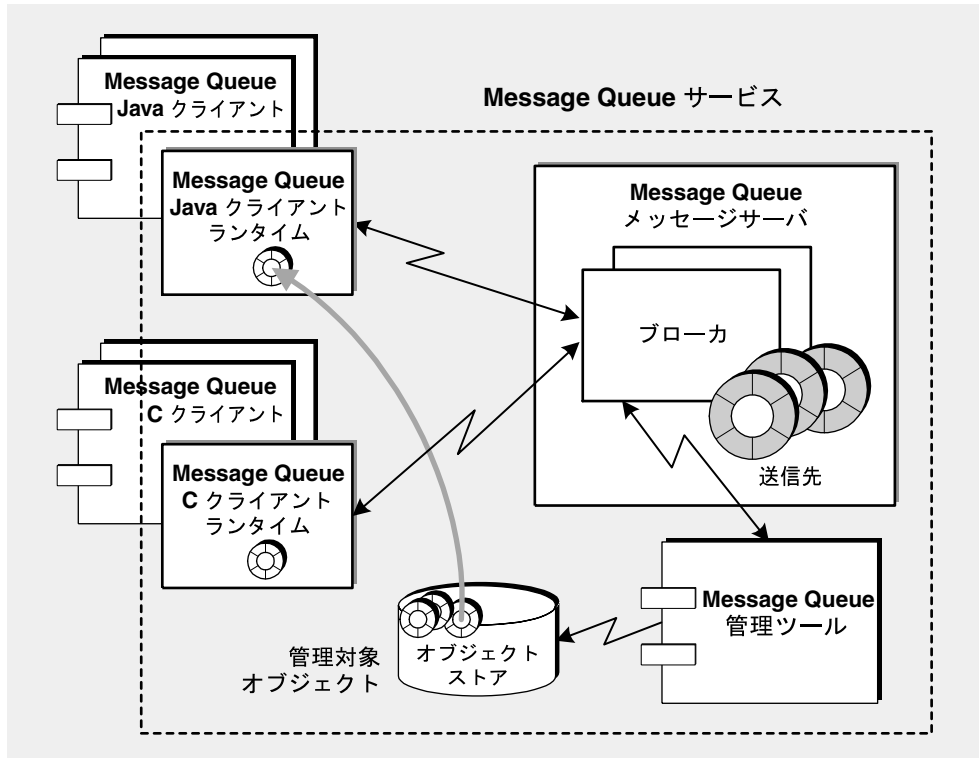 Message Queue
Java クライアント
Message Queue サービス
Message Queue
Java クライアント
ランタイム
Message Queue
メッセージサーバ
ブローカ
送信先
Message Queue
C クライアント
Message Queue
C クライアント
ランタイム
管理対象
オブジェクト
オブジェクト
ストア
Message Queue
管理ツール